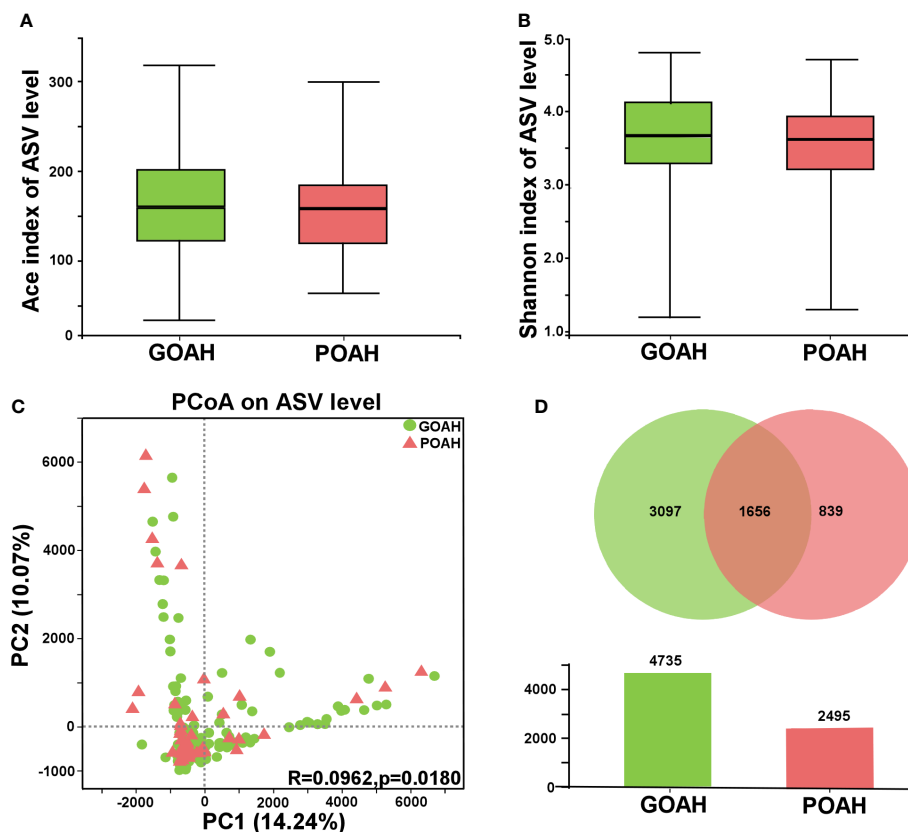 A
Ace index of ASV level
300
200
100
0
GOAH
POAH
B
Shannon index of ASV level
5.0
4.0
3.0
2.0
1.0
GOAH
POAH
C
PCoA on ASV level
GOAH
POAH
PC2 (10.07%)
6000
4000
2000
0
-1000
R=0.0962,p=0.0180
-2000 0 2000 4000 6000
PC1 (14.24%)
D
3097 1656 839
4735
2495
4000
2000
0
GOAH
POAH